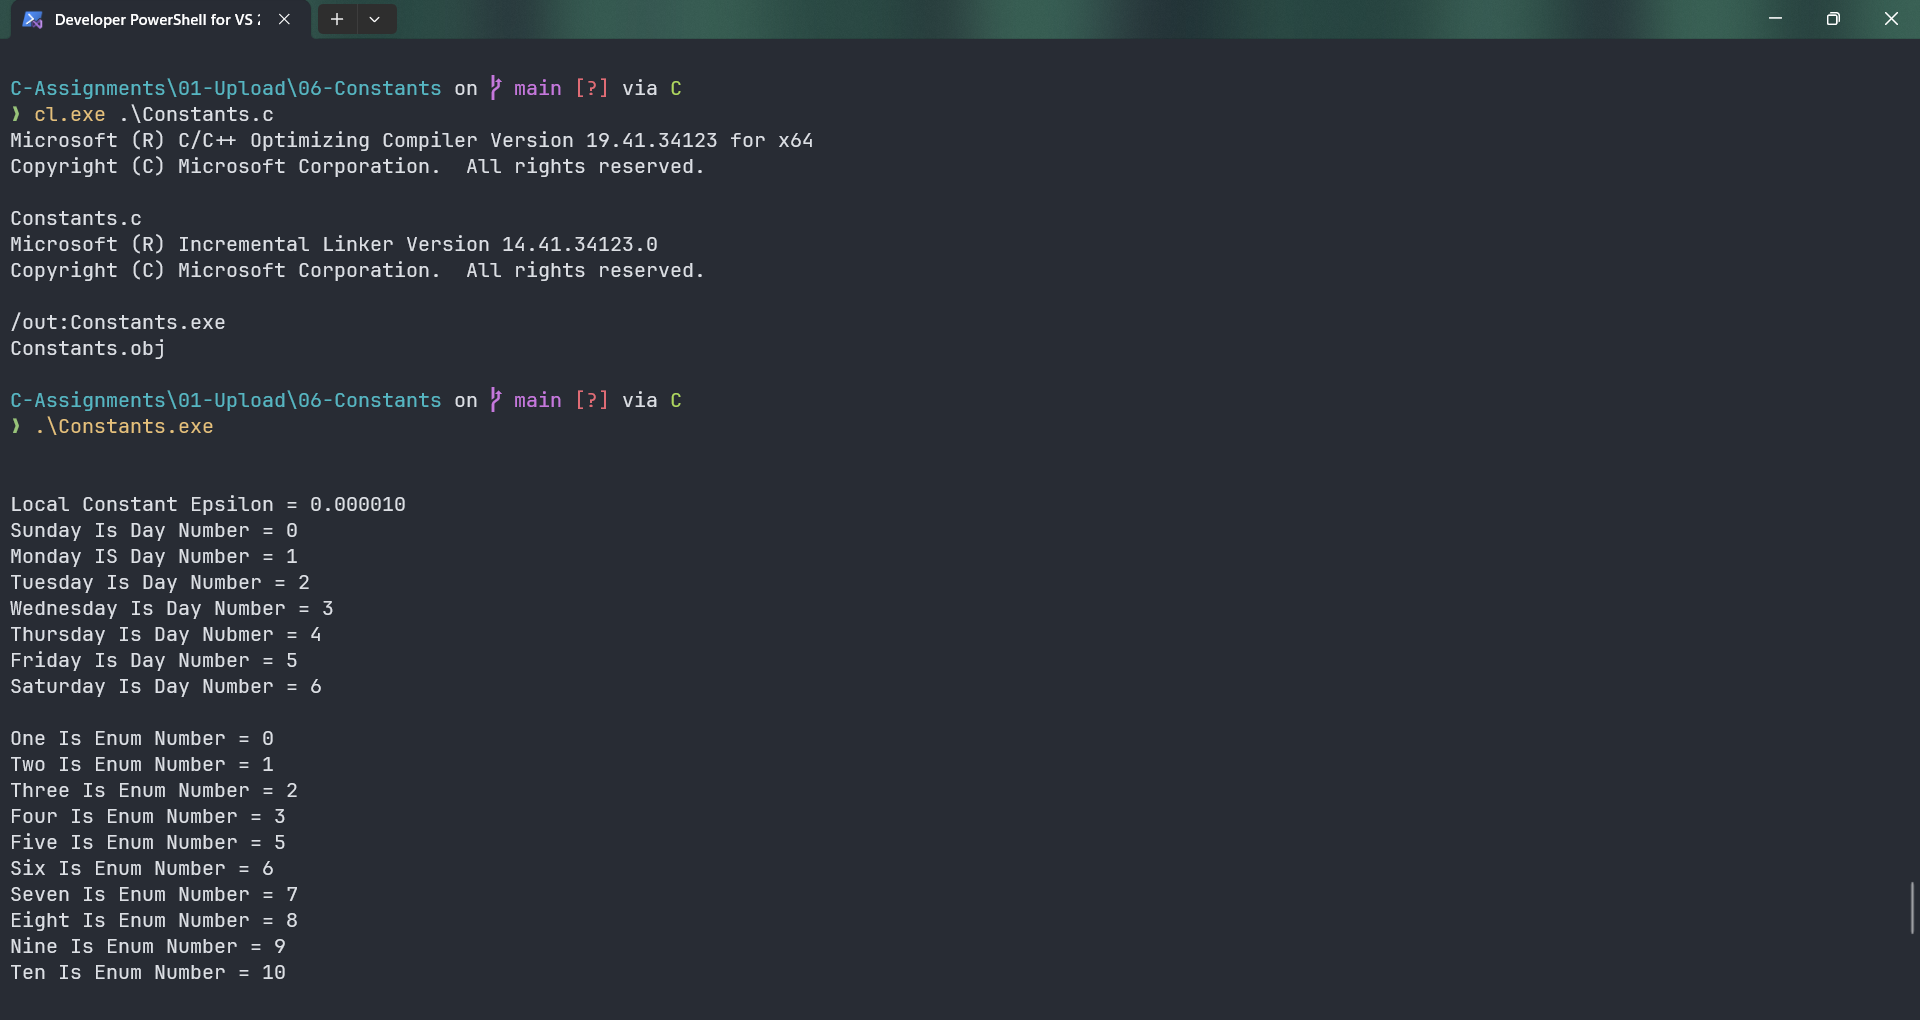 Developer PowerShell for VS 2
C-Assignments\01-Upload\06-Constants on main [?] via C
❯ cl.exe .\Constants.c
Microsoft (R) C/C++ Optimizing Compiler Version 19.41.34123 for x64
Copyright (C) Microsoft Corporation.  All rights reserved.

Constants.c
Microsoft (R) Incremental Linker Version 14.41.34123.0
Copyright (C) Microsoft Corporation.  All rights reserved.

/out:Constants.exe
Constants.obj

C-Assignments\01-Upload\06-Constants on main [?] via C
❯ .\Constants.exe

Local Constant Epsilon = 0.000010
Sunday Is Day Number = 0
Monday IS Day Number = 1
Tuesday Is Day Number = 2
Wednesday Is Day Number = 3
Thursday Is Day Nubmer = 4
Friday Is Day Number = 5
Saturday Is Day Number = 6

One Is Enum Number = 0
Two Is Enum Number = 1
Three Is Enum Number = 2
Four Is Enum Number = 3
Five Is Enum Number = 5
Six Is Enum Number = 6
Seven Is Enum Number = 7
Eight Is Enum Number = 8
Nine Is Enum Number = 9
Ten Is Enum Number = 10